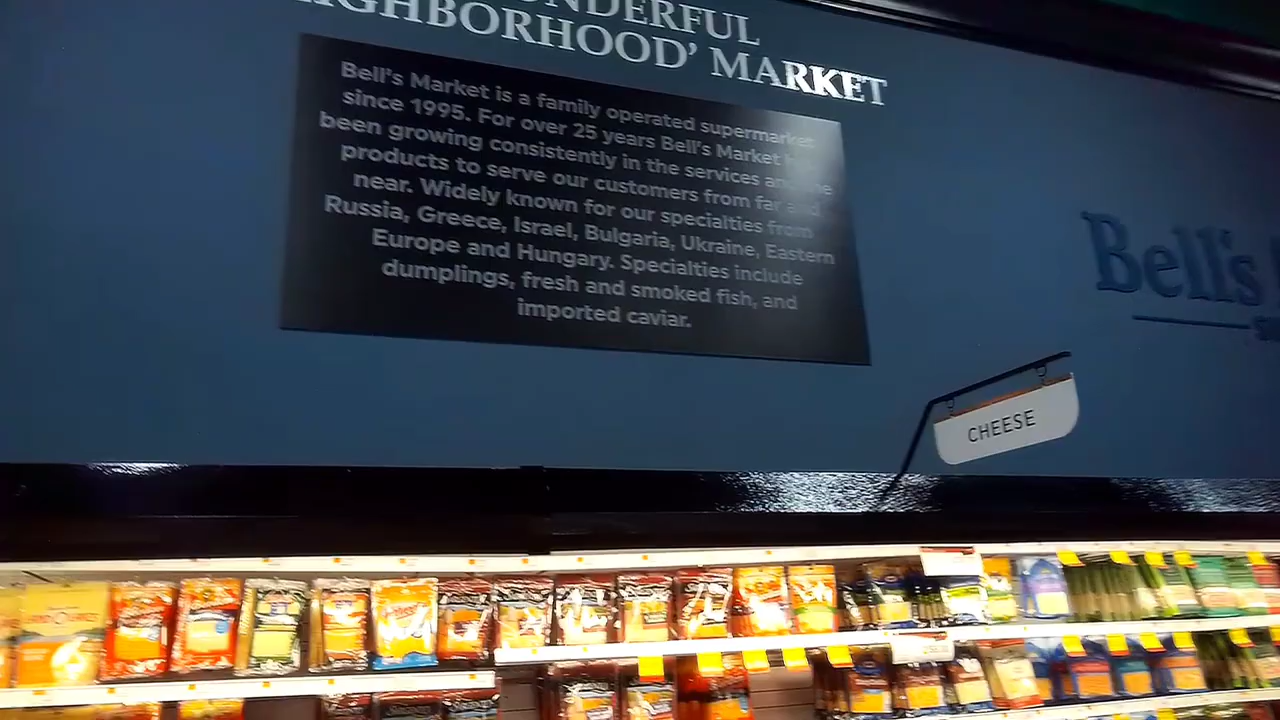 NEIGHBORHOOD' MARKET
Bell's Market is a family operated supermarket
since 1995. For over 25 years Bell's Market
been growing consistently in the services and
products to serve our customers from far and
near. Widely known for our specialties from
Russia, Greece, Israel, Bulgaria, Ukraine, Eastern
Europe and Hungary. Specialties include
dumplings, fresh and smoked fish, and
imported caviar.
Bell's
CHEESE